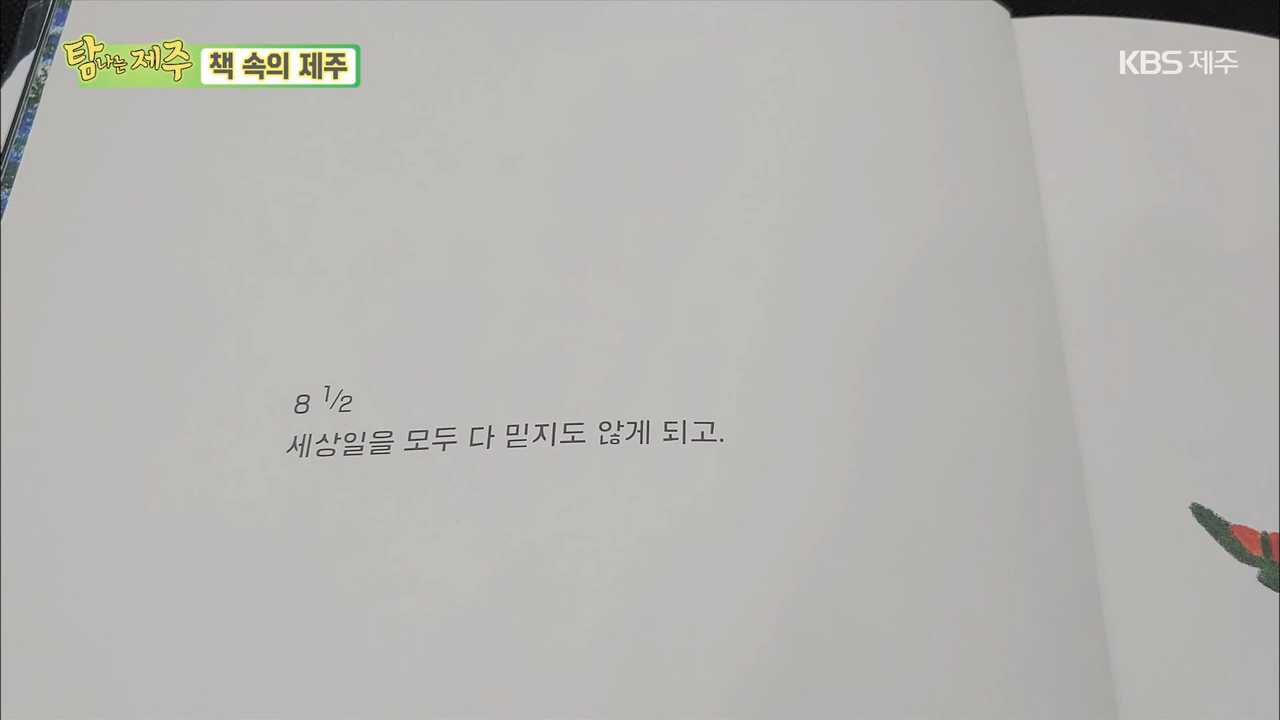 탐나는 제주 책 속의 제주
KBS 제주
8 1/2
세상일을 모두 다 믿지도 않게 되고.